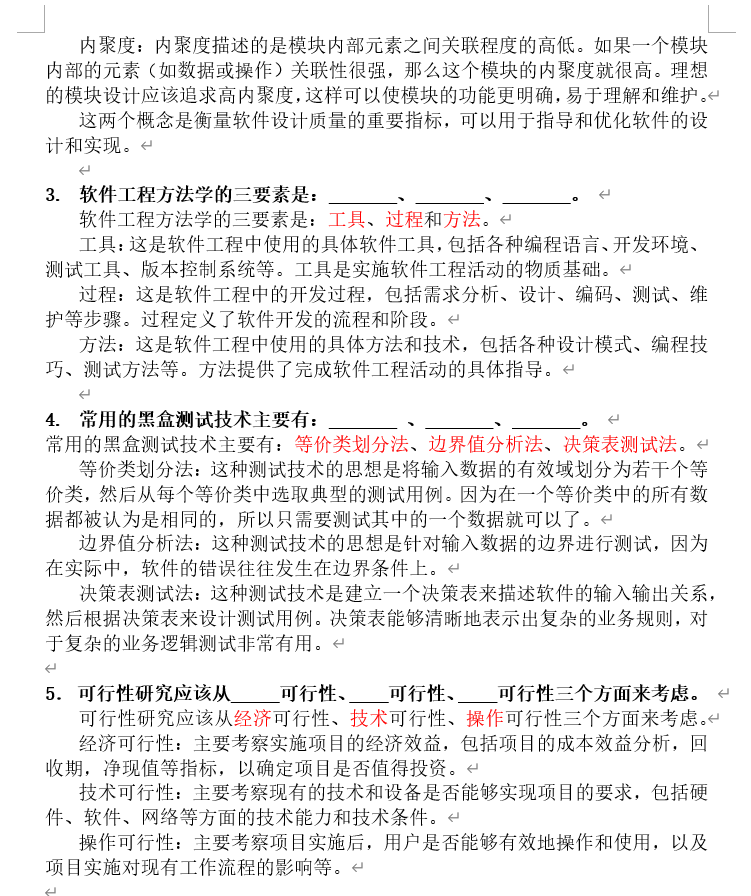 内聚度：内聚度描述的是模块内部元素之间关联程度的高低。如果一个模块
内部的元素（如数据或操作）关联性很强，那么这个模块的内聚度就很高。理想
的模块设计应该追求高内聚度，这样可以使模块的功能更明确，易于理解和维护。
这两个概念是衡量软件设计质量的重要指标，可以用于指导和优化软件的设
计和实现。
3. 软件工程方法学的三要素是：_______、_______、_______。
软件工程方法学的三要素是：工具、过程和方法。
工具：这是软件工程中使用的具体软件工具，包括各种编程语言、开发环境、
测试工具、版本控制系统等。工具是实施软件工程活动的物质基础。
过程：这是软件工程中的开发过程，包括需求分析、设计、编码、测试、维
护等步骤。过程定义了软件开发的流程和阶段。
方法：这是软件工程中使用的具体方法和技术，包括各种设计模式、编程技
巧、测试方法等。方法提供了完成软件工程活动的具体指导。
4. 常用的黑盒测试技术主要有：_______ 、_______、_______。
常用的黑盒测试技术主要有：等价类划分法、边界值分析法、决策表测试法。
等价类划分法：这种测试技术的思想是将输入数据的有效域划分为若干个等
价类，然后从每个等价类中选取典型的测试用例。因为在一个等价类中的所有数
据都被认为是相同的，所以只需要测试其中的一个数据就可以了。
边界值分析法：这种测试技术的思想是针对输入数据的边界进行测试，因为
在实际中，软件的错误往往发生在边界条件上。
决策表测试法：这种测试技术是建立一个决策表来描述软件的输入输出关系，
然后根据决策表来设计测试用例。决策表能够清晰地表示出复杂的业务规则，对
于复杂的业务逻辑测试非常有用。
5. 可行性研究应该从_____可行性、____可行性、____可行性三个方面来考虑。
可行性研究应该从经济可行性、技术可行性、操作可行性三个方面来考虑。
经济可行性：主要考察实施项目的经济效益，包括项目的成本效益分析，回
收期，净现值等指标，以确定项目是否值得投资。
技术可行性：主要考察现有的技术和设备是否能够实现项目的要求，包括硬
件、软件、网络等方面的技术能力和技术条件。
操作可行性：主要考察项目实施后，用户是否能够有效地操作和使用，以及
项目实施对现有工作流程的影响等。